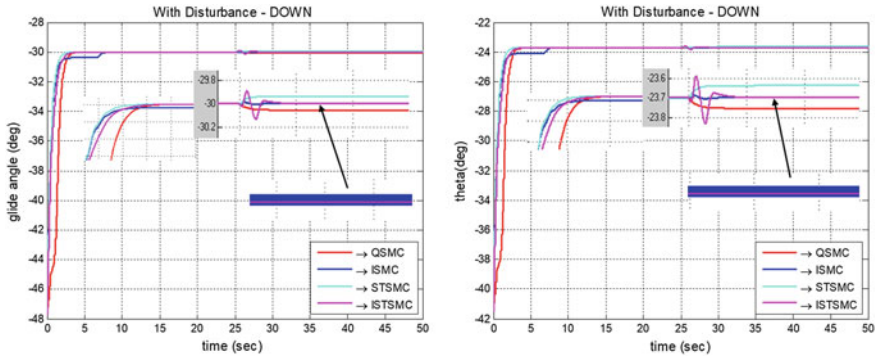 With Disturbance - DOWN
glide angle (deg)
-30
-32
-34
-36
-38
-40
-42
-44
-46
-48
-29.8
-30
-30.2
→ QSMC
→ ISMC
→ STSMC
→ ISTSMC
0 5 10 15 20 25 30 35 40 45 50
time (sec)
With Disturbance - DOWN
theta(deg)
-22
-24
-26
-28
-30
-32
-34
-36
-38
-40
-42
-23.6
-23.7
-23.8
→ QSMC
→ ISMC
→ STSMC
→ ISTSMC
0 5 10 15 20 25 30 35 40 45 50
time (sec)